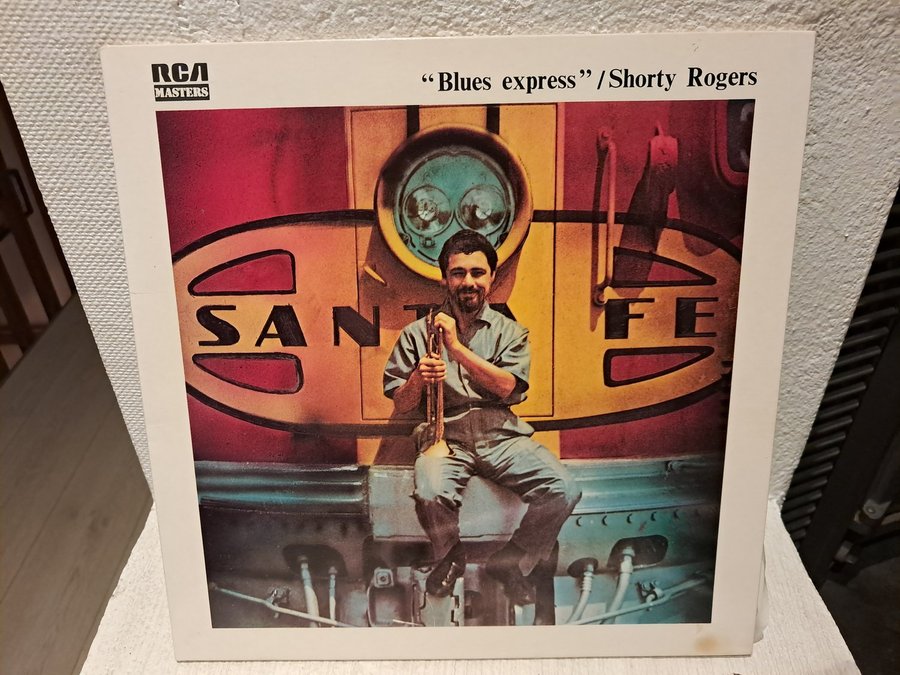 RCA
MASTERS
“Blues express” / Shorty Rogers
SANTA FE